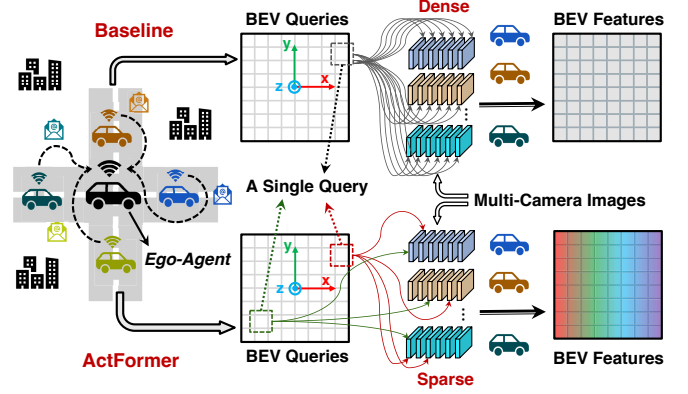 BEV Queries
Dense
BEV Features
Baseline
y
x
z
A Single Query
Multi-Camera Images
Ego-Agent
y
x
z
ActFormer
BEV Queries
Sparse
BEV Features